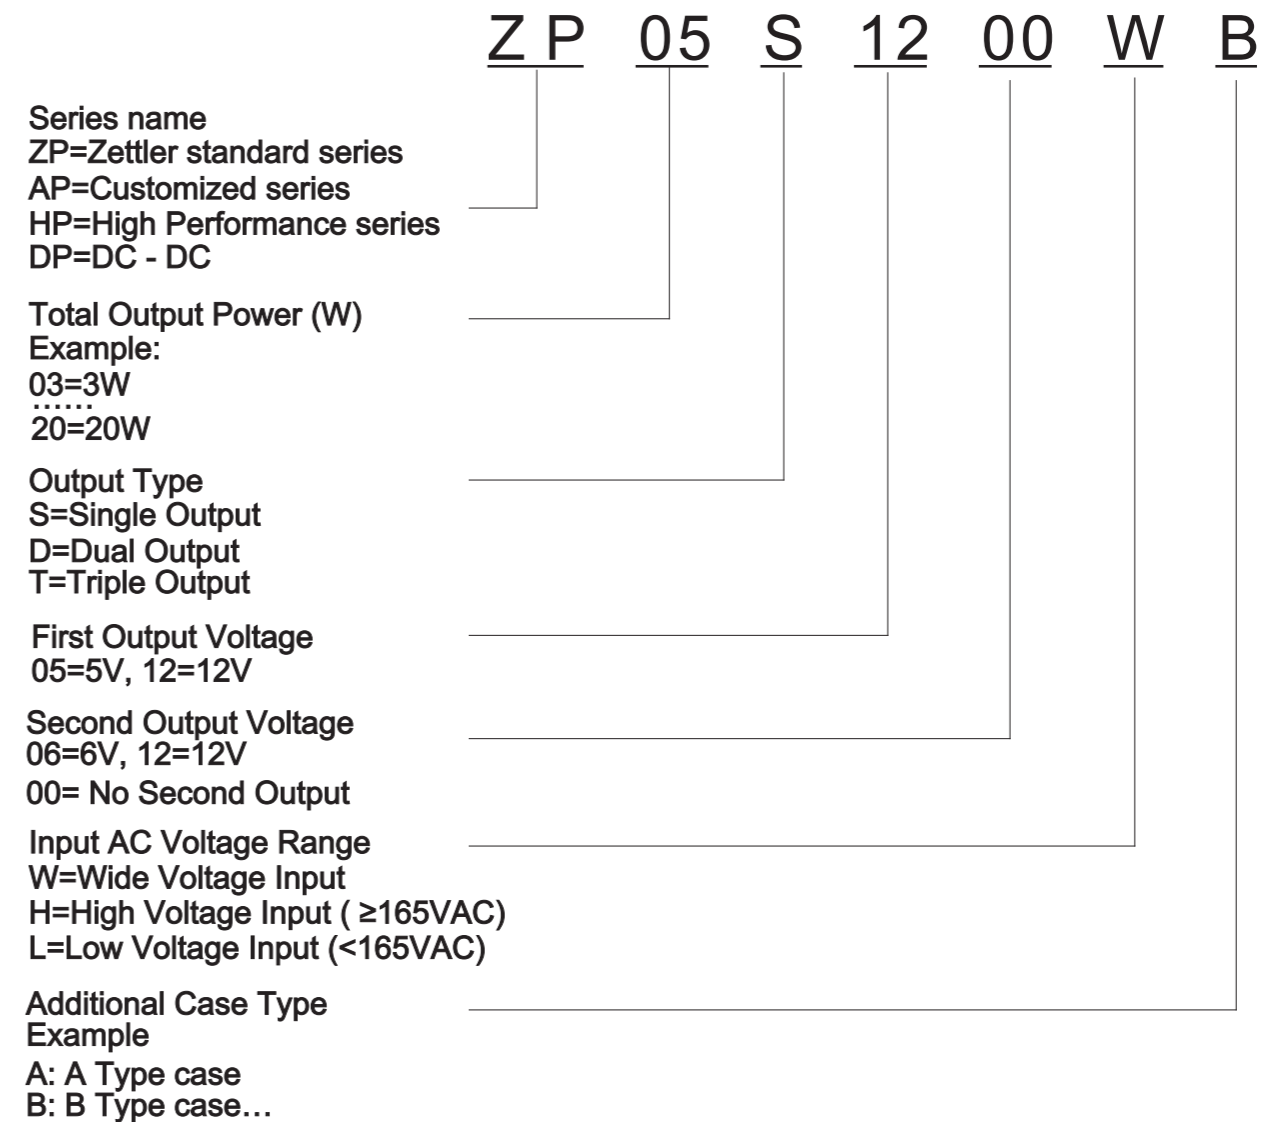 ZP 05 S 12 00 W B
Series name
ZP=Zettler standard series
AP=Customized series
HP=High Performance series
DP=DC - DC
Total Output Power (W)
Example:
03=3W
......
20=20W
Output Type
S=Single Output
D=Dual Output
T=Triple Output
First Output Voltage
05=5V, 12=12V
Second Output Voltage
06=6V, 12=12V
00= No Second Output
Input AC Voltage Range
W=Wide Voltage Input
H=High Voltage Input ( ≥165VAC)
L=Low Voltage Input (<165VAC)
Additional Case Type
Example
A: A Type case
B: B Type case...